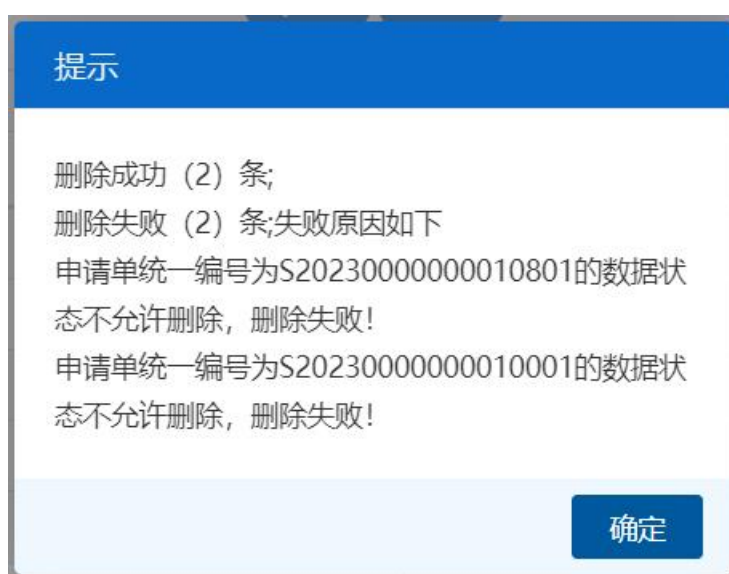 提示
删除成功（2）条;
删除失败（2）条;失败原因如下
申请单统一编号为S20230000000010801的数据状
态不允许删除，删除失败！
申请单统一编号为S20230000000010001的数据状
态不允许删除，删除失败！
确定